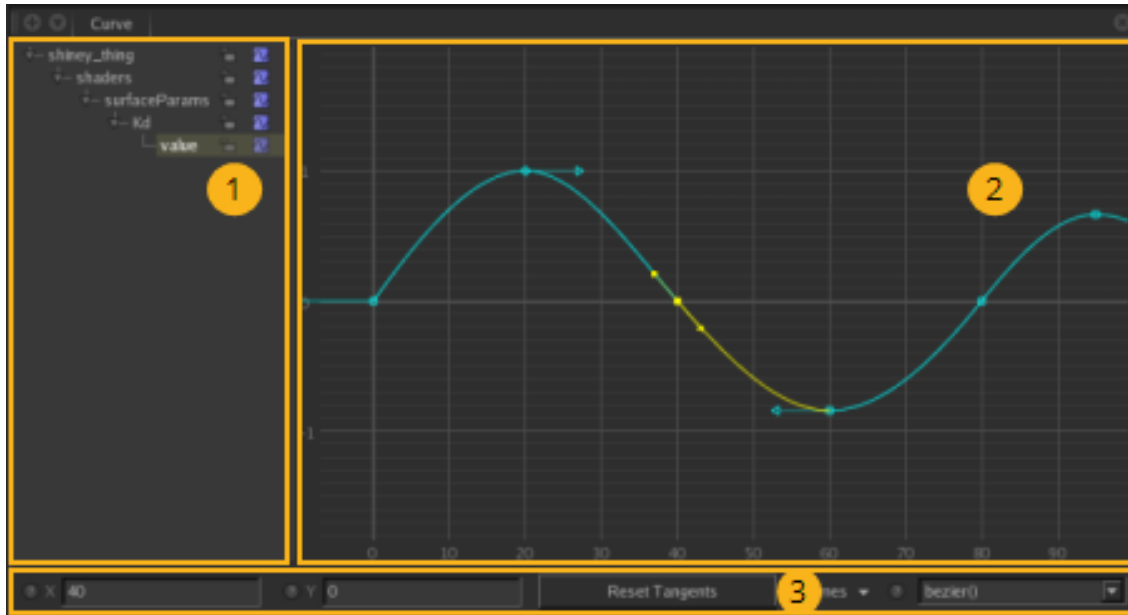 Curve
shiney_thing
shaders
surfaceParams
Kd
value
1
2
1
0
-1
0 10 20 30 40 50 60 70 80 90
X 40 Y 0 Reset Tangents 3 bezier()